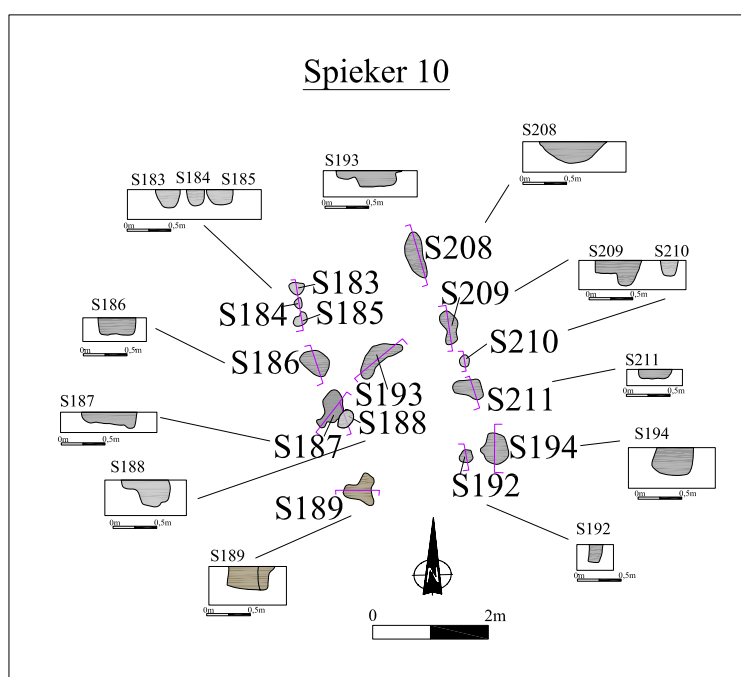 Spieker 10
S208
0m 0,5m
S193
0m 0,5m
S183 S184 S185
0m 0,5m
S208
S209 S210
0m 0,5m
S209
S183
S184 S185
S210
S186
0m 0,5m
S186
S193
S211
0m 0,5m
S211
S187
0m 0,5m
S188
S187
S194
S194
0m 0,5m
S188
0m 0,5m
S192
S189
S192
0m 0,5m
S189
0m 0,5m
N
0 2m